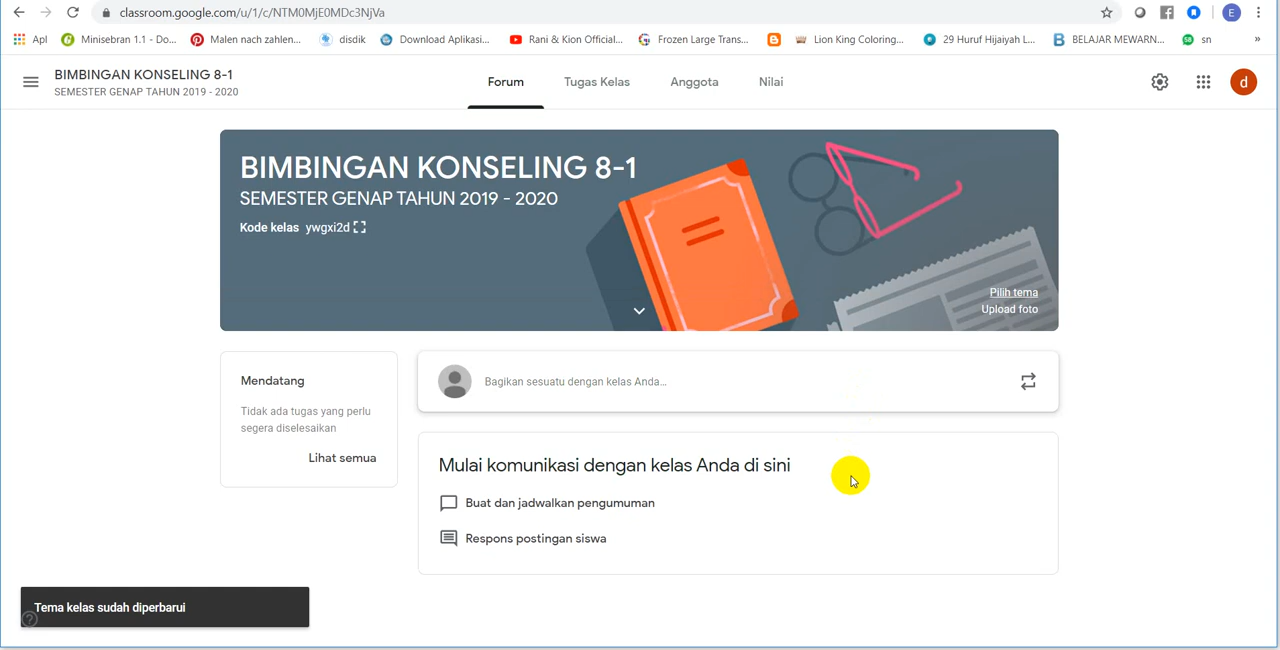 classroom.google.com/u/1/c/NTM0MjE0MDc3NjVa
Apl
Minisebran 1.1 - Do...
Malen nach zahlen...
disdik
Download Aplikasi...
Rani & Kion Official...
Frozen Large Trans...
Lion King Coloring...
29 Huruf Hijaiyah L...
BELAJAR MEWARN...
sn
»
E
BIMBINGAN KONSELING 8-1
SEMESTER GENAP TAHUN 2019 - 2020
Forum
Tugas Kelas
Anggota
Nilai
d
BIMBINGAN KONSELING 8-1
SEMESTER GENAP TAHUN 2019 - 2020
Kode kelas ywgxi2d
Pilih tema
Upload foto
Mendatang
Tidak ada tugas yang perlu
segera diselesaikan
Lihat semua
Bagikan sesuatu dengan kelas Anda...
Mulai komunikasi dengan kelas Anda di sini
Buat dan jadwalkan pengumuman
Respons postingan siswa
Tema kelas sudah diperbarui